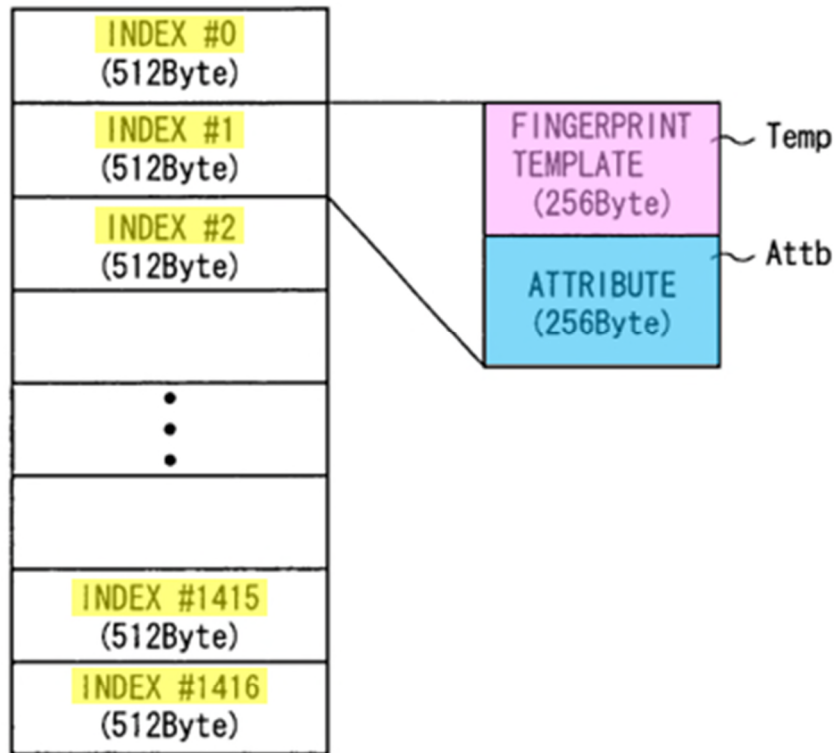 INDEX #0
(512Byte)
INDEX #1
(512Byte)
INDEX #2
(512Byte)
INDEX #1415
(512Byte)
INDEX #1416
(512Byte)
FINGERPRINT
TEMPLATE
(256Byte)
Temp
ATTRIBUTE
(256Byte)
Attb